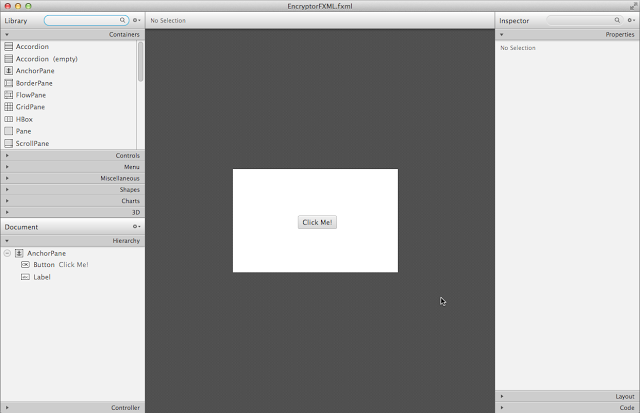 EncryptorFXML.fxml
Library
No Selection
Inspector
Containers
Properties
Accordion
No Selection
Accordion (empty)
AnchorPane
BorderPane
FlowPane
GridPane
HBox
Pane
ScrollPane
Controls
Menu
Miscellaneous
Shapes
Charts
3D
Click Me!
Document
Hierarchy
AnchorPane
Button Click Me!
Label
Layout
Controller
Code